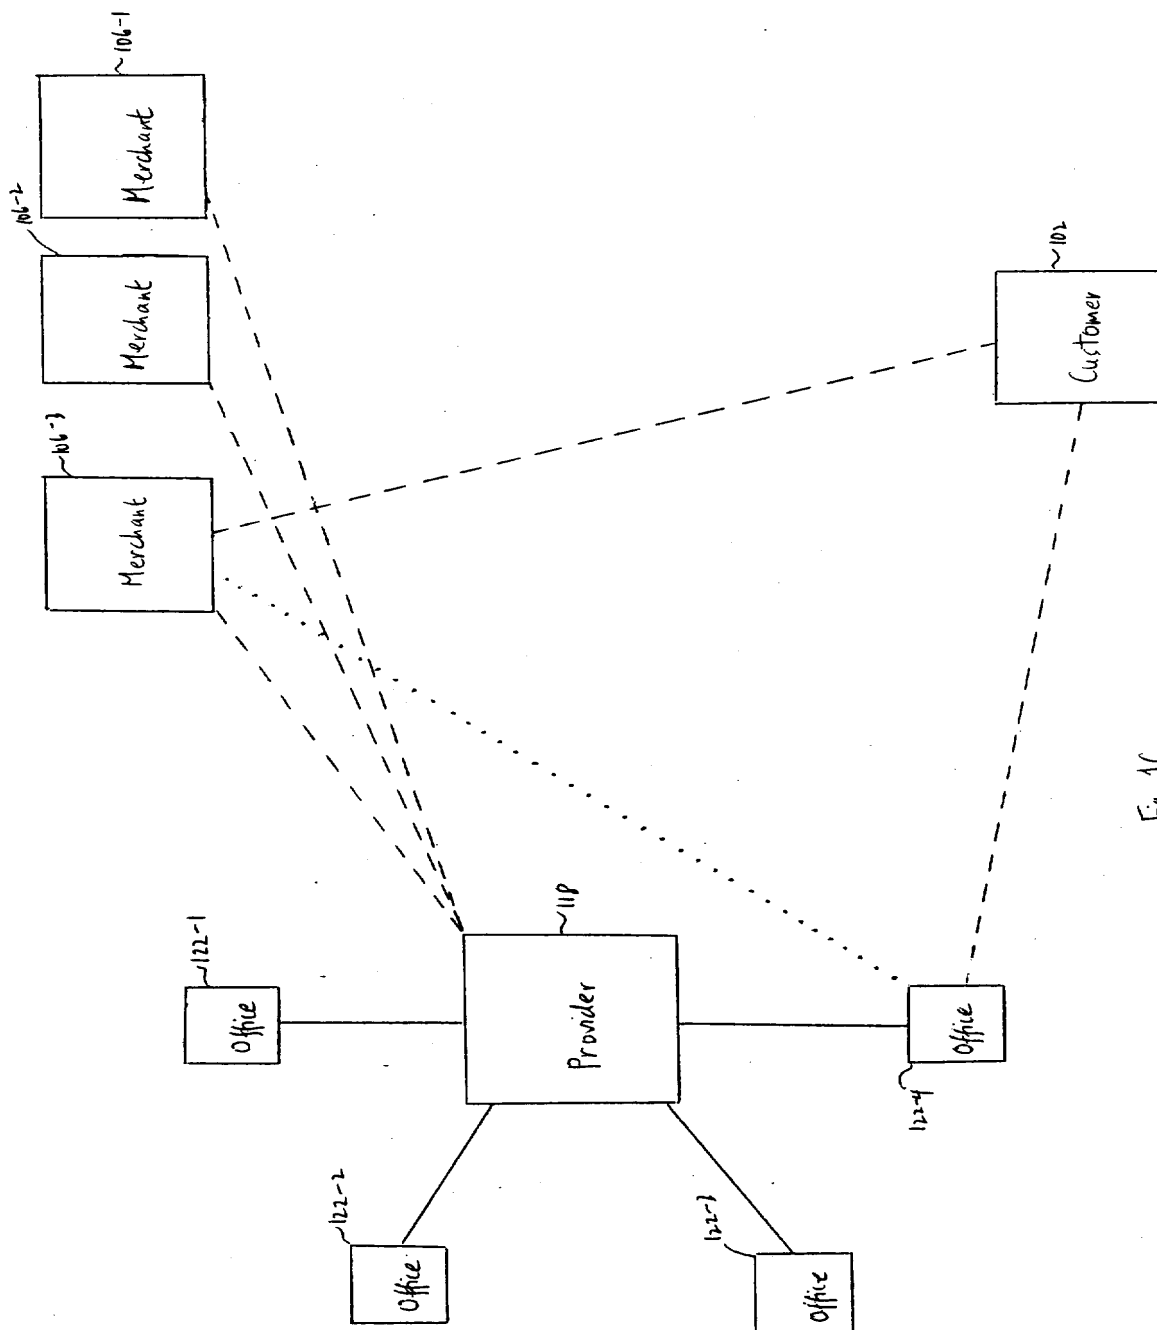 106-3
Merchant
106-2
Merchant
106-1
Merchant
122-1
Office
122-2
Office
118
Provider
122-3
Office
122-4
Office
102
Customer